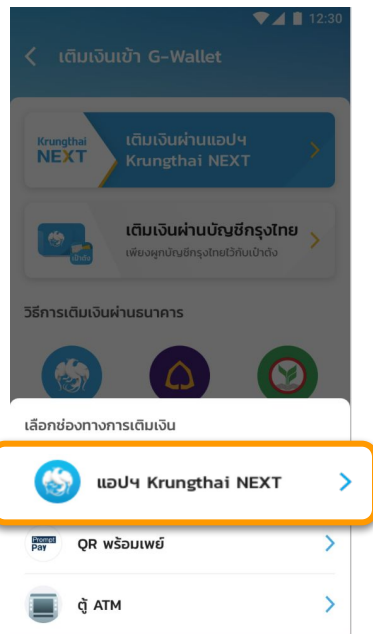 12:30
เติมเงินเข้า G-Wallet
Krungthai
NEXT
เติมเงินผ่านแอปฯ
Krungthai NEXT
เป๋าตัง
เติมเงินผ่านบัญชีกรุงไทย
เพียงผูกบัญชีกรุงไทยไว้กับเป๋าตัง
วิธีการเติมเงินผ่านธนาคาร
เลือกช่องทางการเติมเงิน
แอปฯ Krungthai NEXT
Prompt
Pay
QR พร้อมเพย์
ตู้ ATM